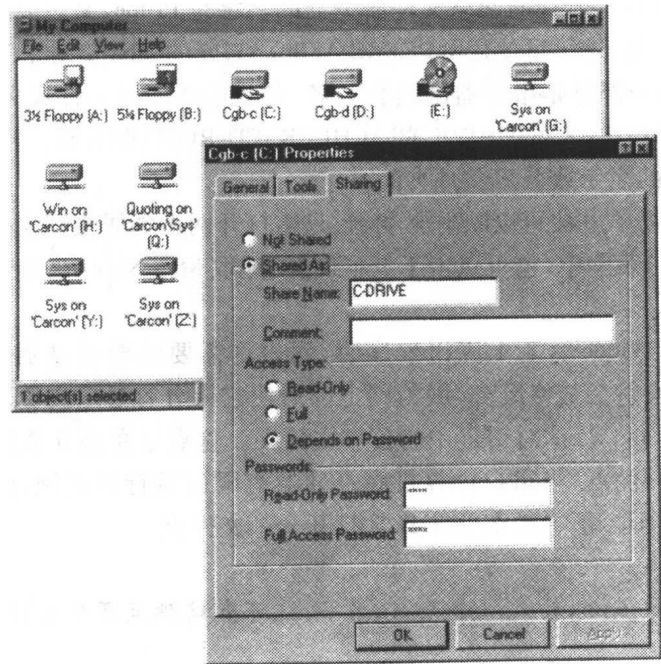 My Computer
File Edit View Help
3½ Floppy (A:)
5¼ Floppy (B:)
Cgb-c (C:)
Cgb-d (D:)
(E:)
Sys on
'Carcon' (G:)
Win on
'Carcon' (H:)
Quoting on
'Carcon\Sys'
(Q:)
Sys on
'Carcon' (Y:)
Sys on
'Carcon' (Z:)
1 object(s) selected
Cgb-c (C:) Properties
General Tools Sharing
Not Shared
Shared As:
Share Name: C-DRIVE
Comment:
Access Type:
Read-Only
Full
Depends on Password
Passwords:
Read-Only Password: ****
Full Access Password: ****
OK Cancel Apply